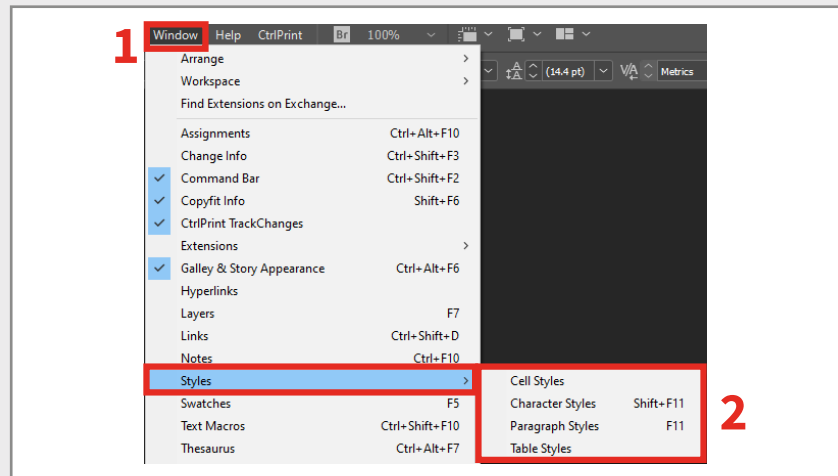 1
Window Help CtrlPrint Br 100%
Arrange
(14.4 pt) Metrics
Workspace
Find Extensions on Exchange...
Assignments Ctrl+Alt+F10
Change Info Ctrl+Shift+F3
Command Bar Ctrl+Shift+F2
Copyfit Info Shift+F6
CtrlPrint TrackChanges
Extensions
Galley & Story Appearance Ctrl+Alt+F6
Hyperlinks
Layers F7
Links Ctrl+Shift+D
Notes Ctrl+F10
Styles
Swatches F5
Text Macros Ctrl+Shift+F10
Thesaurus Ctrl+Alt+F7
Cell Styles
Character Styles Shift+F11
Paragraph Styles F11
Table Styles
2